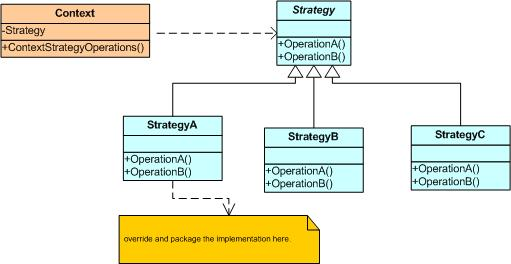 Context
-Strategy
+ContextStrategyOperations()
Strategy
+OperationA()
+OperationB()
StrategyA
+OperationA()
+OperationB()
StrategyB
+OperationA()
+OperationB()
StrategyC
+OperationA()
+OperationB()
override and package the implementation here.